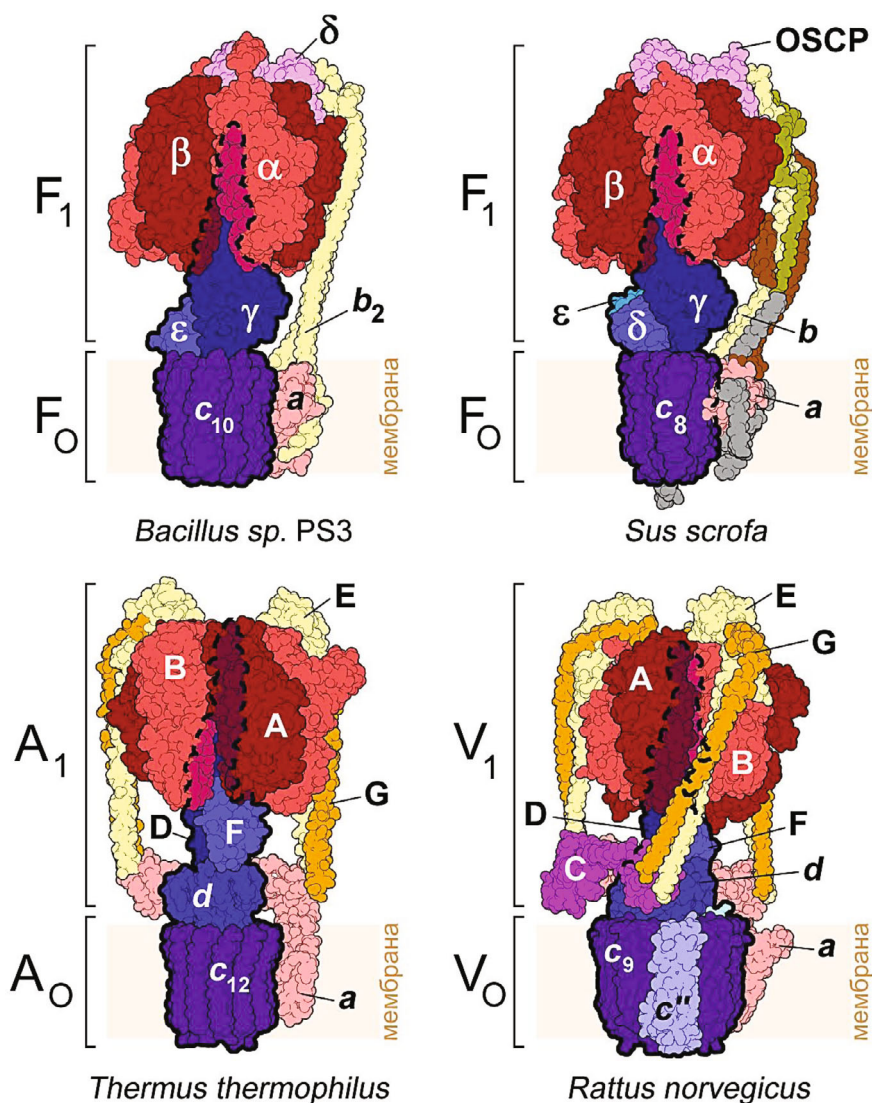 δ
β
α
F1
ε
γ
b2
FO
c10
a
мембрана
Bacillus sp. PS3
OSCP
α
β
F1
ε
δ
γ
b
FO
c8
a
мембрана
Sus scrofa
E
B
A
A1
G
D
F
d
AO
c12
a
мембрана
Thermus thermophilus
E
G
A
V1
B
D
F
C
d
VO
c9
c"
a
мембрана
Rattus norvegicus